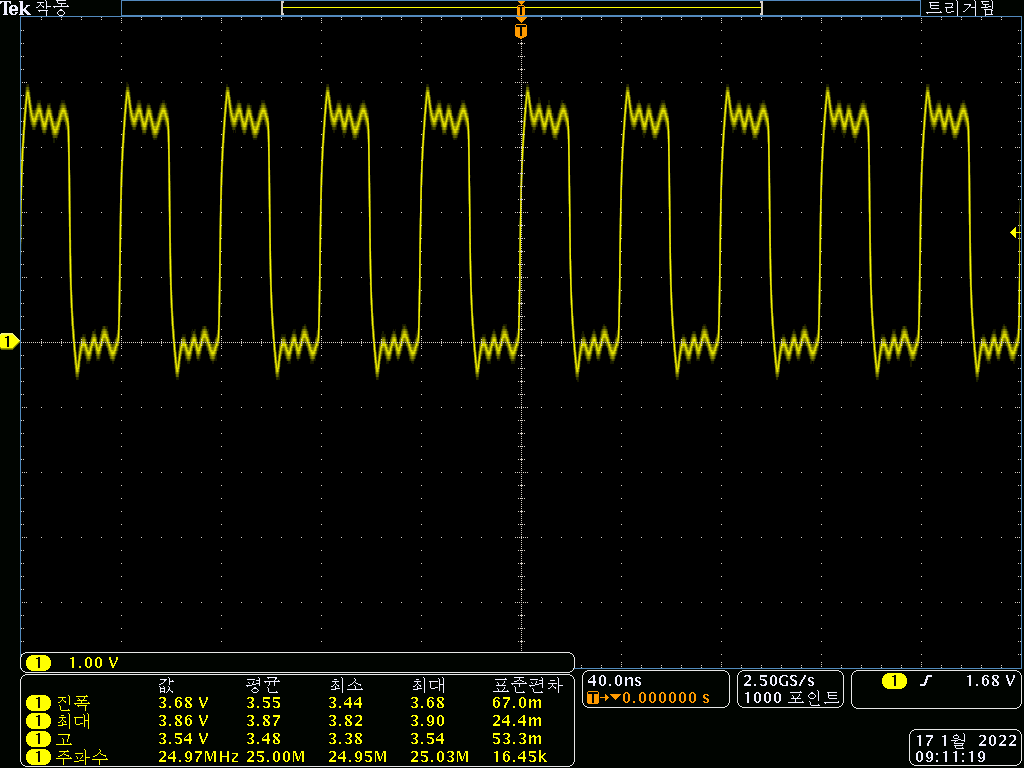 Tek 작동 트리거됨
T
T
1
1 1.00 V
값 평균 최소 최대 표준편차
1 진폭 3.68 V 3.55 3.44 3.68 67.0m
1 최대 3.86 V 3.87 3.82 3.90 24.4m
1 고 3.54 V 3.48 3.38 3.54 53.3m
1 주파수 24.97MHz 25.00M 24.95M 25.03M 16.45k
40.0ns
T→▼0.000000 s
2.50GS/s
1000 포인트
1 1.68 V
17 1월 2022
09:11:19